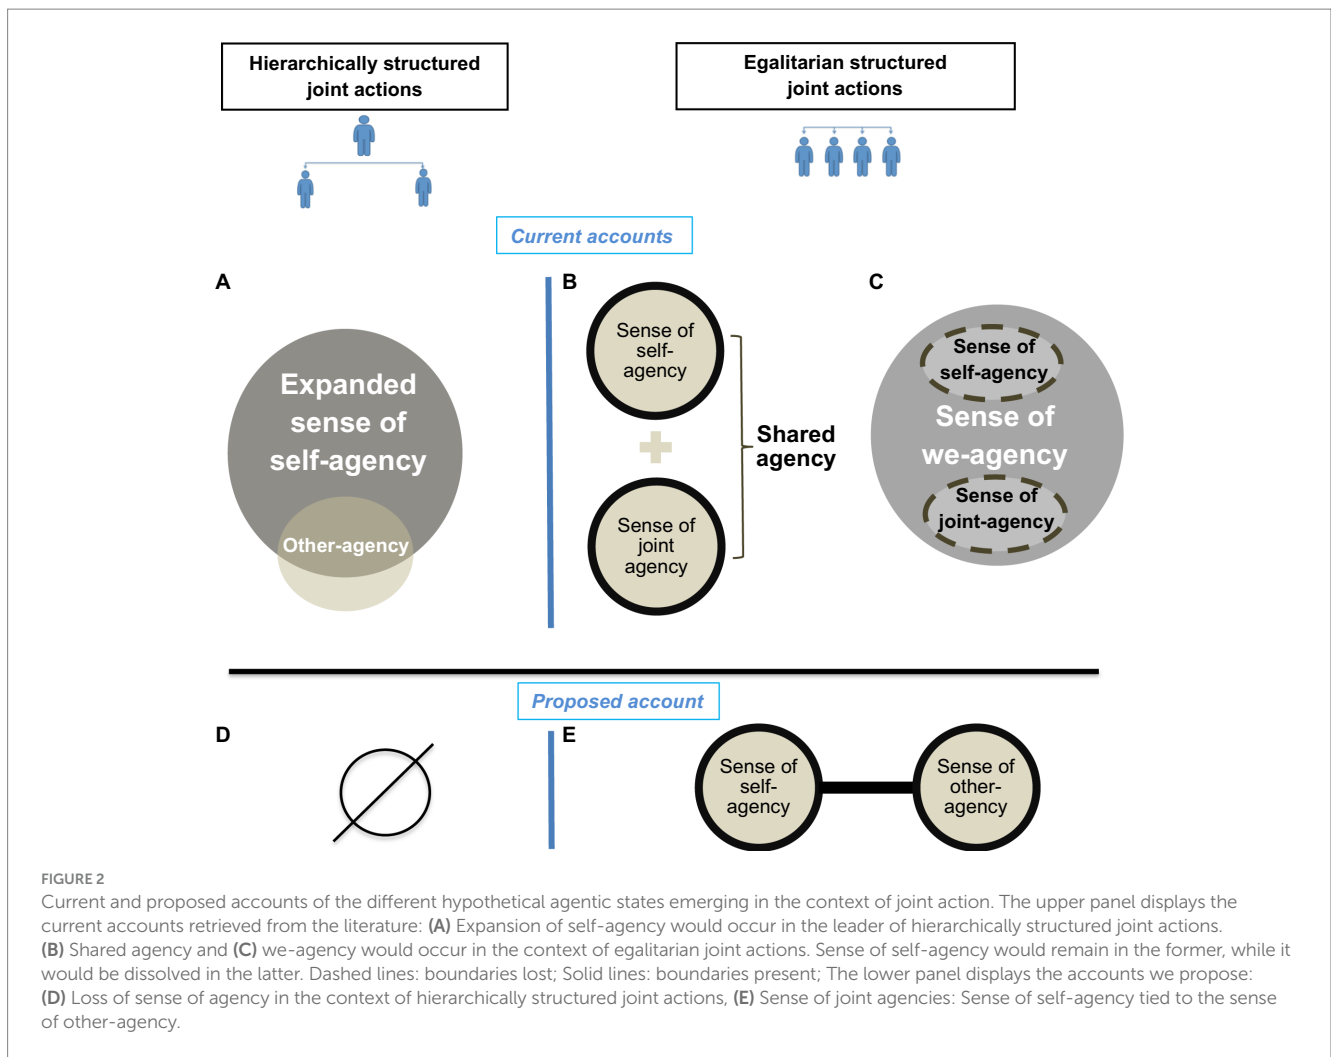 Hierarchically structured
joint actions
Egalitarian structured
joint actions
Current accounts
A
Expanded
sense of
self-agency
Other-agency
B
Sense of
self-
agency
Sense of
joint
agency
Shared
agency
C
Sense of
self-agency
Sense of
we-agency
Sense of
joint-agency
Proposed account
D
E
Sense of
self-
agency
Sense of
other-
agency
FIGURE 2
Current and proposed accounts of the different hypothetical agentic states emerging in the context of joint action. The upper panel displays the
current accounts retrieved from the literature: (A) Expansion of self-agency would occur in the leader of hierarchically structured joint actions.
(B) Shared agency and (C) we-agency would occur in the context of egalitarian joint actions. Sense of self-agency would remain in the former, while it
would be dissolved in the latter. Dashed lines: boundaries lost; Solid lines: boundaries present; The lower panel displays the accounts we propose:
(D) Loss of sense of agency in the context of hierarchically structured joint actions, (E) Sense of joint agencies: Sense of self-agency tied to the sense
of other-agency.